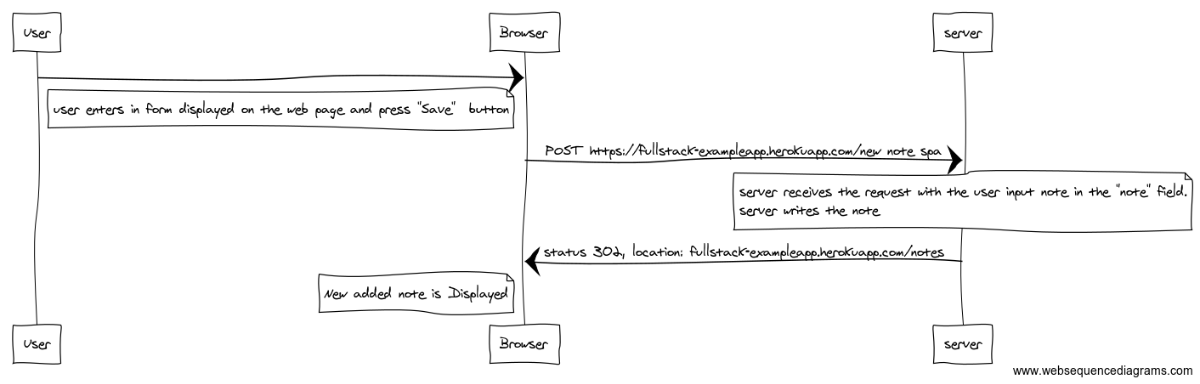 User
Browser
server
user enters in form displayed on the web page and press "Save" button
POST https://fullstack-exampleapp.herokuapp.com/new note spa
server receives the request with the user input note in the "note" field.
server writes the note
status 302, location: fullstack-exampleapp.herokuapp.com/notes
New added note is Displayed
User
Browser
server
www.websequencediagrams.com